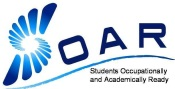 SOAR
Students Occupationally
and Academically Ready